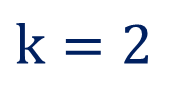 k = 2